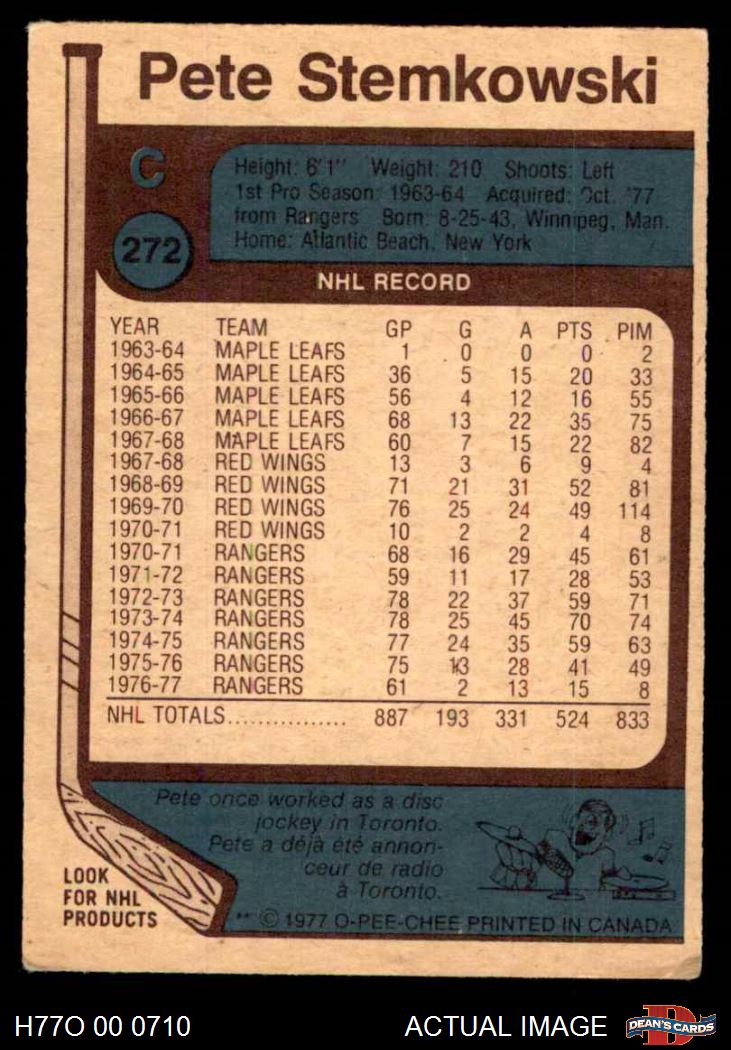 Pete Stemkowski
C
272
Height: 6'1" Weight: 210 Shoots: Left
1st Pro Season: 1963-64 Acquired: Oct. '77
from Rangers Born: 8-25-43, Winnipeg, Man.
Home: Atlantic Beach, New York
NHL RECORD
YEAR TEAM GP G A PTS PIM
1963-64 MAPLE LEAFS 1 0 0 0 2
1964-65 MAPLE LEAFS 36 5 15 20 33
1965-66 MAPLE LEAFS 56 4 12 16 55
1966-67 MAPLE LEAFS 68 13 22 35 75
1967-68 MAPLE LEAFS 60 7 15 22 82
1967-68 RED WINGS 13 3 6 9 4
1968-69 RED WINGS 71 21 31 52 81
1969-70 RED WINGS 76 25 24 49 114
1970-71 RED WINGS 10 2 2 4 8
1970-71 RANGERS 68 16 29 45 61
1971-72 RANGERS 59 11 17 28 53
1972-73 RANGERS 78 22 37 59 71
1973-74 RANGERS 78 25 45 70 74
1974-75 RANGERS 77 24 35 59 63
1975-76 RANGERS 75 13 28 41 49
1976-77 RANGERS 61 2 13 15 8
NHL TOTALS................ 887 193 331 524 833
Pete once worked as a disc
jockey in Toronto.
Pete a déjà été annon-
ceur de radio
à Toronto.
LOOK
FOR NHL
PRODUCTS
** © 1977 O-PEE-CHEE PRINTED IN CANADA
H77O 00 0710
ACTUAL IMAGE
D
DEAN'S CARDS